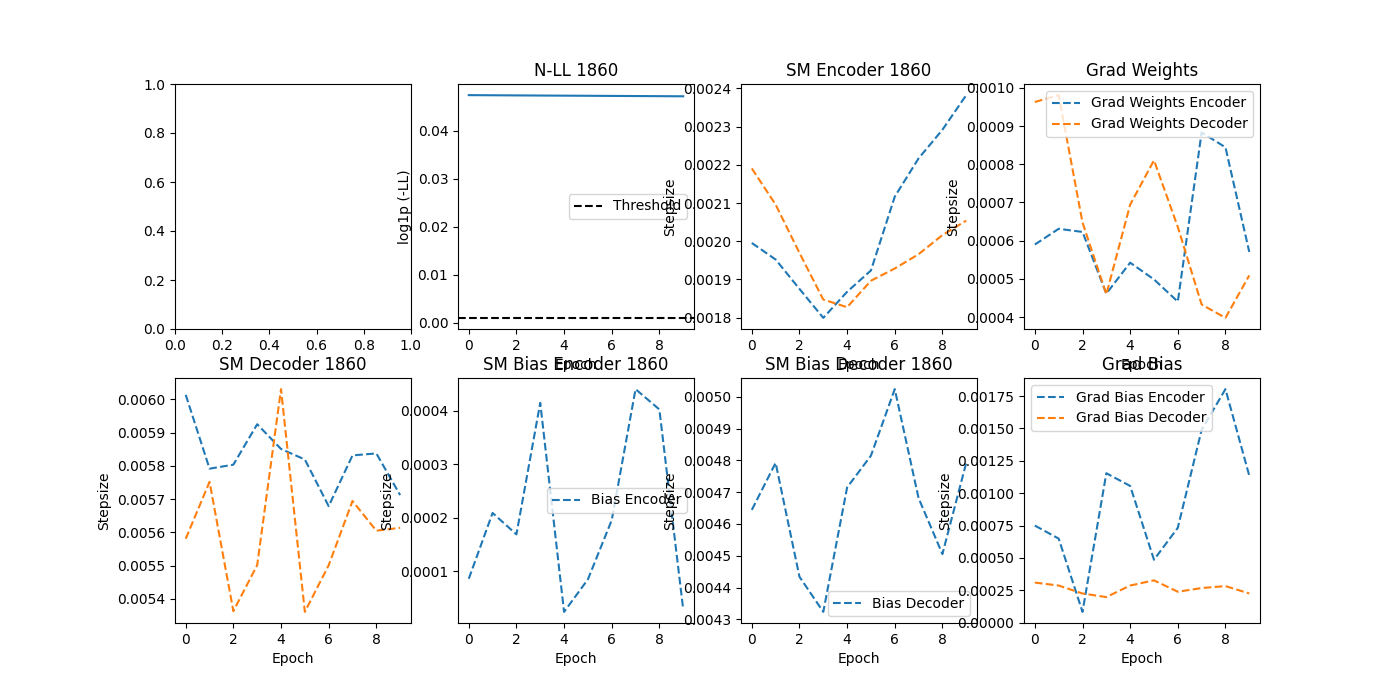 N-LL 1860
SM Encoder 1860
Grad Weights
1.0
0.8
0.6
0.4
0.2
0.0
0.0 0.2 0.4 0.6 0.8 1.0
log1p (-LL)
0.04
0.03
0.02
0.01
0.00
Threshold
0 2 4 6 8
Epoch
Stepsize
0.0024
0.0023
0.0022
0.0021
0.0020
0.0019
0.0018
0 2 4 6 8
Epoch
Stepsize
0.0010
0.0009
0.0008
0.0007
0.0006
0.0005
0.0004
Grad Weights Encoder
Grad Weights Decoder
0 2 4 6 8
Epoch
SM Decoder 1860
SM Bias Encoder 1860
SM Bias Decoder 1860
Grad Bias
Stepsize
0.0060
0.0059
0.0058
0.0057
0.0056
0.0055
0.0054
0 2 4 6 8
Epoch
Stepsize
0.0004
0.0003
0.0002
0.0001
Bias Encoder
0 2 4 6 8
Epoch
Stepsize
0.0050
0.0049
0.0048
0.0047
0.0046
0.0045
0.0044
0.0043
Bias Decoder
0 2 4 6 8
Epoch
Stepsize
0.00175
0.00150
0.00125
0.00100
0.00075
0.00050
0.00025
0.00000
Grad Bias Encoder
Grad Bias Decoder
0 2 4 6 8
Epoch